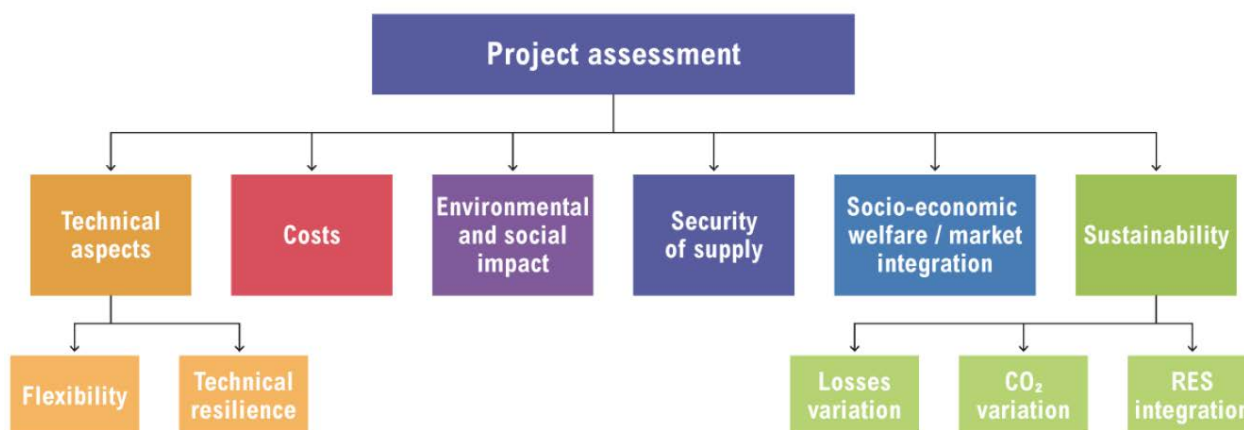 Project assessment
Technical
aspects
Costs
Environmental
and social
impact
Security
of supply
Socio-economic
welfare / market
integration
Sustainability
Flexibility
Technical
resilience
Losses
variation
CO₂
variation
RES
integration